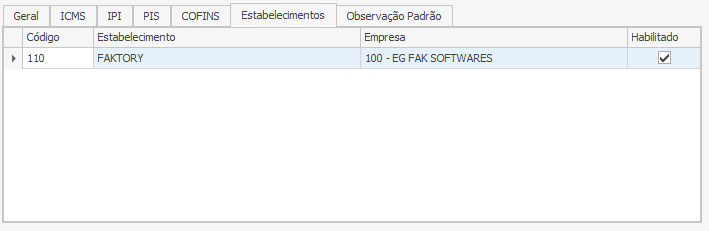 Geral ICMS IPI PIS COFINS Estabelecimentos Observação Padrão
Código Estabelecimento Empresa Habilitado
110 FAKTORY 100 - EG FAK SOFTWARES